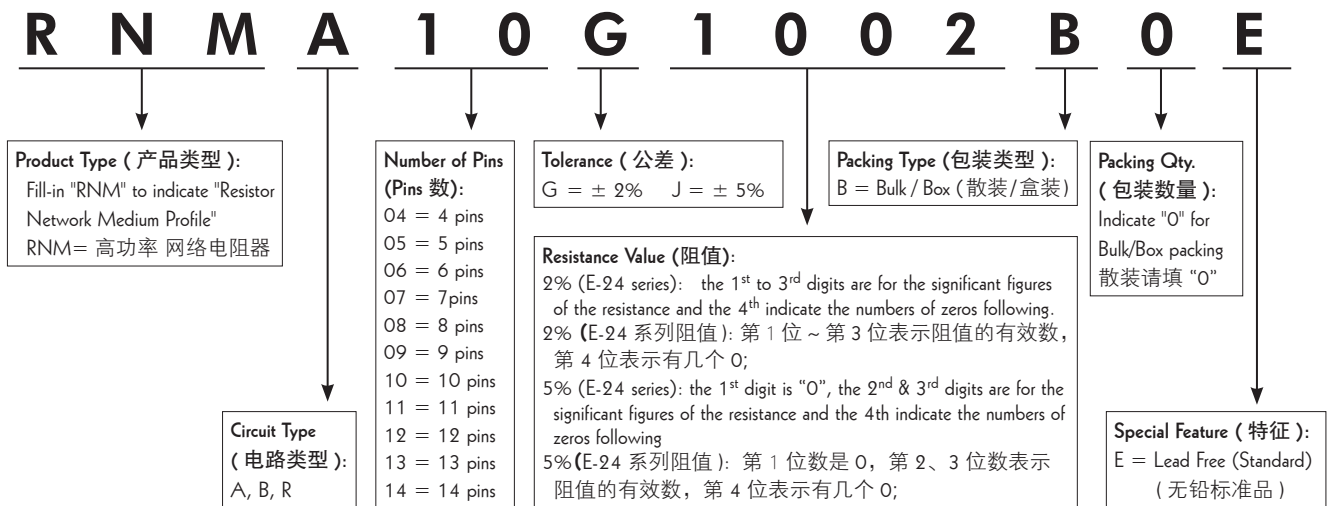 R N M A 1 0 G 1 0 0 2 B 0 E
Product Type ( 产品类型 ):
Fill-in "RNM" to indicate "Resistor
Network Medium Profile"
RNM= 高功率 网络电阻器
Circuit Type
( 电路类型 ):
A, B, R
Number of Pins
(Pins 数):
04 = 4 pins
05 = 5 pins
06 = 6 pins
07 = 7pins
08 = 8 pins
09 = 9 pins
10 = 10 pins
11 = 11 pins
12 = 12 pins
13 = 13 pins
14 = 14 pins
Tolerance ( 公差 ):
G = ± 2% J = ± 5%
Resistance Value (阻值):
2% (E-24 series): the 1st to 3rd digits are for the significant figures
of the resistance and the 4th indicate the numbers of zeros following.
2% (E-24 系列阻值 ): 第 1 位 ~ 第 3 位表示阻值的有效数，
第 4 位表示有几个 0;
5% (E-24 series): the 1st digit is “0”, the 2nd & 3rd digits are for the
significant figures of the resistance and the 4th indicate the numbers of
zeros following
5%(E-24 系列阻值 ): 第 1 位数是 0，第 2、3 位数表示
阻值的有效数，第 4 位表示有几个 0;
Packing Type (包装类型 ):
B = Bulk / Box ( 散装/盒装 )
Packing Qty.
( 包装数量 ):
Indicate "0" for
Bulk/Box packing
散装请填 “0”
Special Feature ( 特征 ):
E = Lead Free (Standard)
( 无铅标准品 )